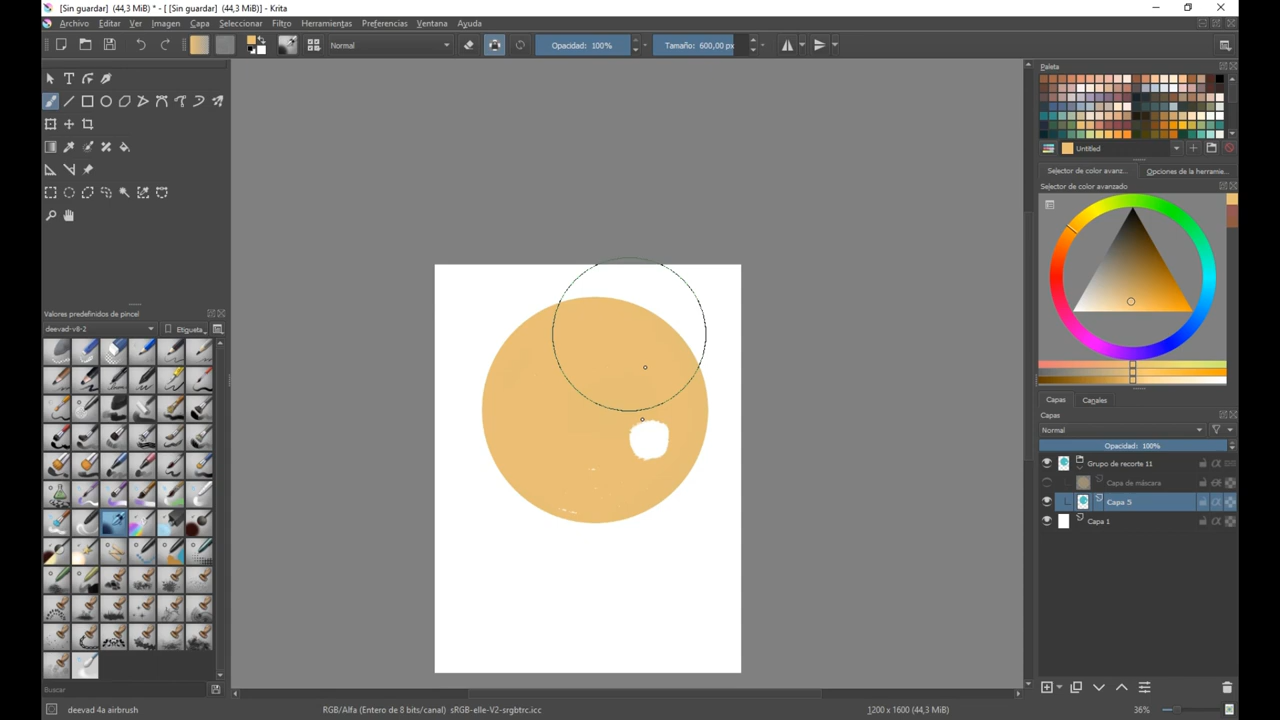 [Sin guardar] (44,3 MiB) * - [ [Sin guardar] (44,3 MiB)] - Krita
Archivo Editar Ver Imagen Capa Seleccionar Filtro Herramientas Preferencias Ventana Ayuda
Normal Opacidad: 100% Tamaño: 600,00 px
Paleta
Untitled
Selector de color avanz... Opciones de la herramie...
Selector de color avanzado
Valores predefinidos de pincel
deevad-v8-2 Etiqueta
Capas Canales
Capas
Normal
Opacidad: 100%
Grupo de recorte 11
Capa de máscara
Capa 5
Capa 1
Buscar
deevad 4a airbrush RGB/Alfa (Entero de 8 bits/canal) sRGB-elle-V2-srgbtrc.icc 1200 x 1600 (44,3 MiB) 36%